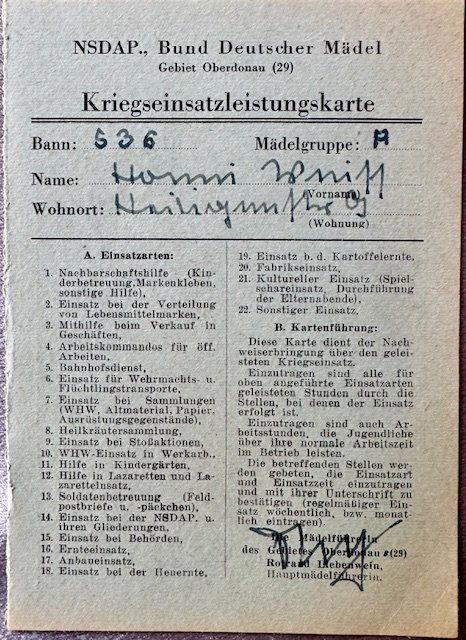 NSDAP., Bund Deutscher Mädel
Gebiet Oberdonau (29)
Kriegseinsatzleistungskarte
Bann: 536 Mädelgruppe: A
Name: Hanni
(Vorname)
Wohnort:
(Wohnung)
A. Einsatzarten:
1. Nachbarschaftshilfe — (Kin-
derbetreuung, Markenkleben,
sonstige Hilfe),
2. Einsatz bei der Verteilung
von Lebensmittelmarken,
3. Mithilfe beim Verkauf in
Geschäften,
4. Arbeitskommandos für öff.
Arbeiten,
5. Bahnhofsdienst,
6. Einsatz für Wehrmachts- u.
Flüchtlingstransporte,
7. Einsatz bei Sammlungen
(WHW, Altmaterial, Papier,
Ausrüstungsgegenstände),
8. Heilkräutersammlung,
9. Einsatz bei Stoßaktionen,
10. WHW-Einsatz in Werkarb.,
11. Hilfe in Kindergärten,
12. Hilfe in Lazaretten und La-
zaretteinsatz,
13. Soldatenbetreuung (Feld-
postbriefe u. -päckchen),
14. Einsatz bei der NSDAP. u.
ihren Gliederungen,
15. Einsatz bei Behörden,
16. Ernteeinsatz,
17. Anbaueinsatz,
18. Einsatz bei der Heuernte,
19. Einsatz b. d. Kartoffelernte,
20. Fabrikseinsatz,
21. Kultureller Einsatz (Spiel-
schareinsatz, Durchführung
der Elternabende),
22. Sonstiger Einsatz.
B. Kartenführung:
Diese Karte dient der Nach-
weiserbringung über den gelei-
steten Kriegseinsatz.
Einzutragen sind alle für
oben angeführte Einsatzarten
geleisteten Stunden durch die
Stellen, bei denen der Einsatz
erfolgt ist.
Einzutragen sind auch Ar-
beitsstunden, die Jugendliche
über ihre normale Arbeitszeit
im Betrieb leisten.
Die betreffenden Stellen wer-
den gebeten, die Einsatzart
und Einsatzzeit einzutragen
und mit ihrer Unterschrift zu
bestätigen (regelmäßiger Ein-
satz wöchentlich, bzw. monat-
lich eintragen).
Die Mädelführerin
des Gebietes Oberdonau (29)
Rotraud Liebenwein,
Hauptmädelführerin.